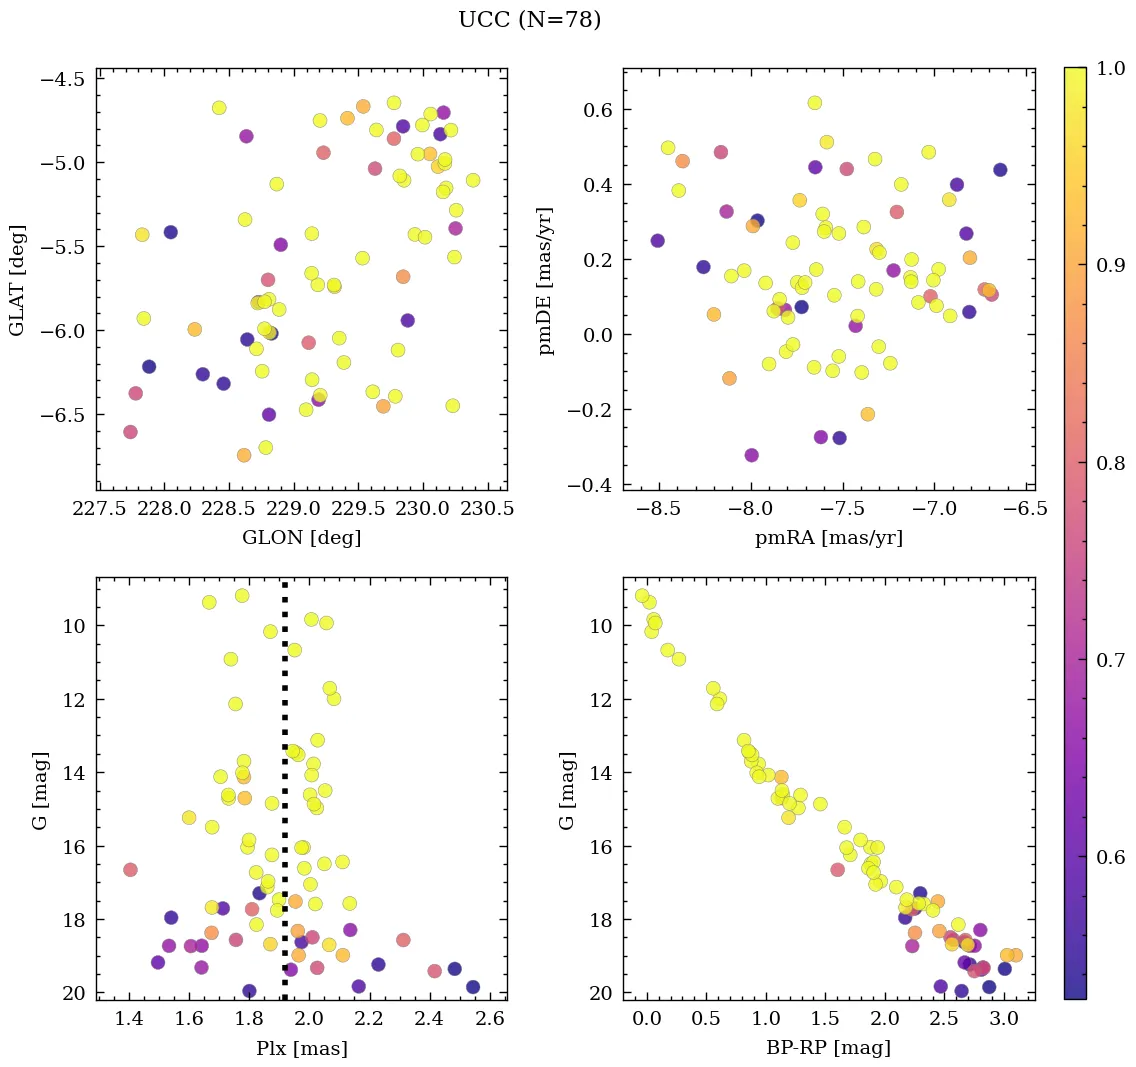 UCC (N=78)
−4.5
−5.0
−5.5
−6.0
−6.5
GLAT [deg]
227.5 228.0 228.5 229.0 229.5 230.0 230.5
GLON [deg]
0.6
0.4
0.2
0.0
−0.2
−0.4
pmDE [mas/yr]
−8.5 −8.0 −7.5 −7.0 −6.5
pmRA [mas/yr]
10
12
14
16
18
20
G [mag]
1.4 1.6 1.8 2.0 2.2 2.4 2.6
Plx [mas]
10
12
14
16
18
20
G [mag]
0.0 0.5 1.0 1.5 2.0 2.5 3.0
BP-RP [mag]
1.0
0.9
0.8
0.7
0.6